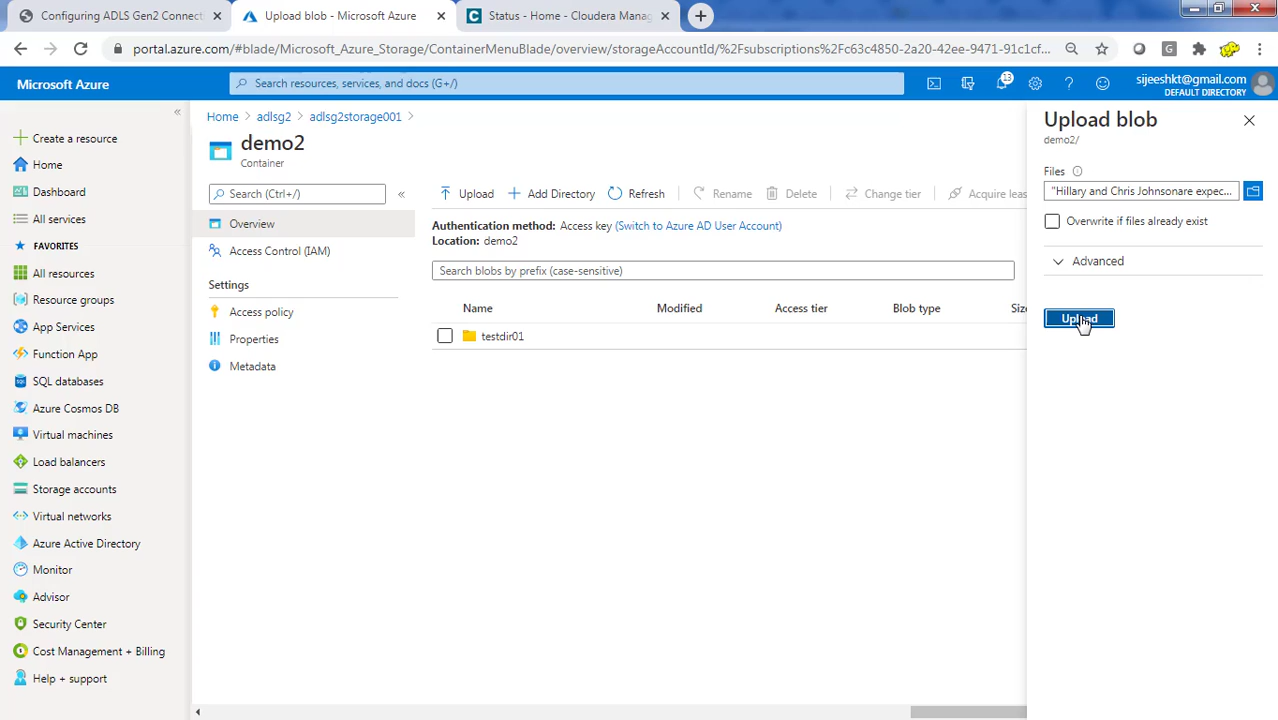 Configuring ADLS Gen2 Connect
Upload blob - Microsoft Azure
Status - Home - Cloudera Manag
portal.azure.com/#blade/Microsoft_Azure_Storage/ContainerMenuBlade/overview/storageAccountId/%2Fsubscriptions%2Fc63c4850-2a20-42ee-9471-91c1cf...
Microsoft Azure
Search resources, services, and docs (G+/)
13
sijeeshkt@gmail.com
DEFAULT DIRECTORY
Create a resource
Home
Dashboard
All services
FAVORITES
All resources
Resource groups
App Services
Function App
SQL databases
Azure Cosmos DB
Virtual machines
Load balancers
Storage accounts
Virtual networks
Azure Active Directory
Monitor
Advisor
Security Center
Cost Management + Billing
Help + support
Home > adlsg2 > adlsg2storage001 >
demo2
Container
Search (Ctrl+/)
Overview
Access Control (IAM)
Settings
Access policy
Properties
Metadata
Upload Add Directory Refresh Rename Delete Change tier Acquire leas
Authentication method: Access key (Switch to Azure AD User Account)
Location: demo2
Search blobs by prefix (case-sensitive)
Name Modified Access tier Blob type Siz
testdir01
Upload blob
demo2/
Files
"Hillary and Chris Johnsonare expec...
Overwrite if files already exist
Advanced
Upload